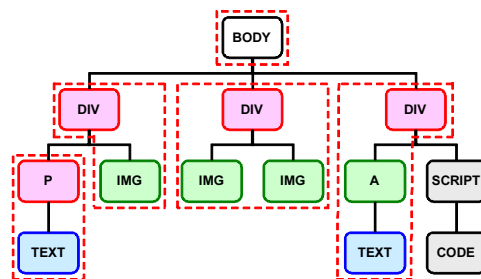 BODY
DIV DIV DIV
P IMG IMG IMG A SCRIPT
TEXT TEXT CODE